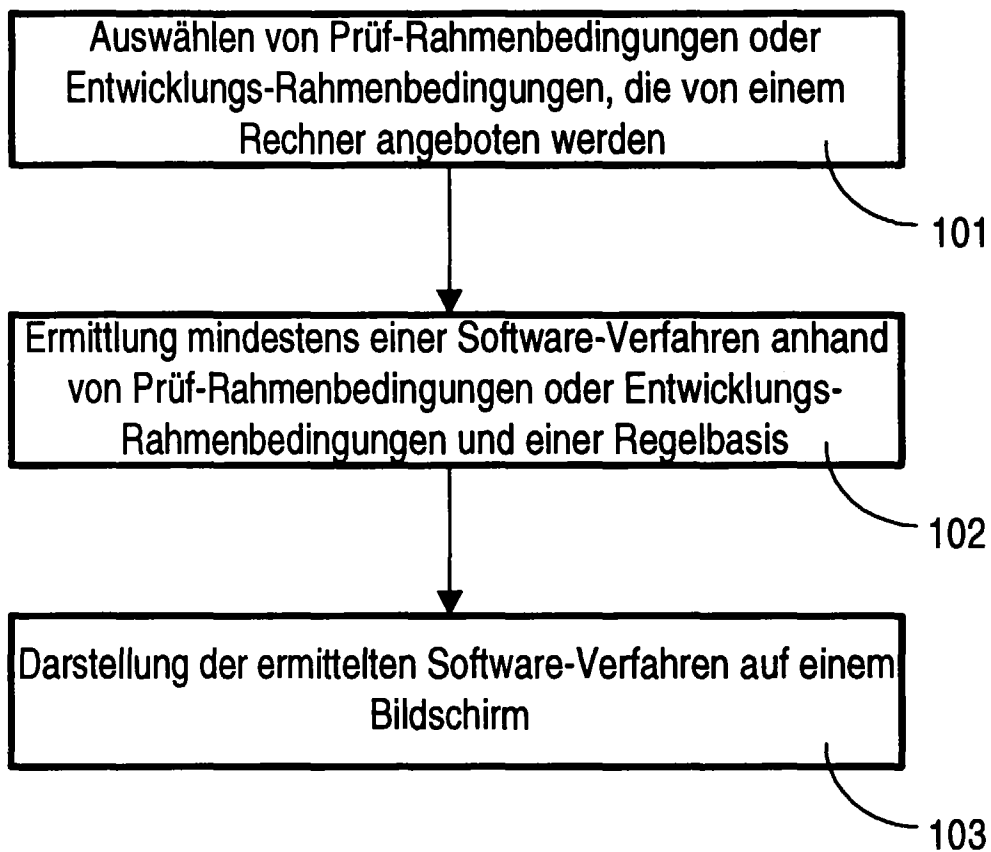 Auswählen von Prüf-Rahmenbedingungen oder
Entwicklungs-Rahmenbedingungen, die von einem
Rechner angeboten werden
101
Ermittlung mindestens einer Software-Verfahren anhand
von Prüf-Rahmenbedingungen oder Entwicklungs-
Rahmenbedingungen und einer Regelbasis
102
Darstellung der ermittelten Software-Verfahren auf einem
Bildschirm
103